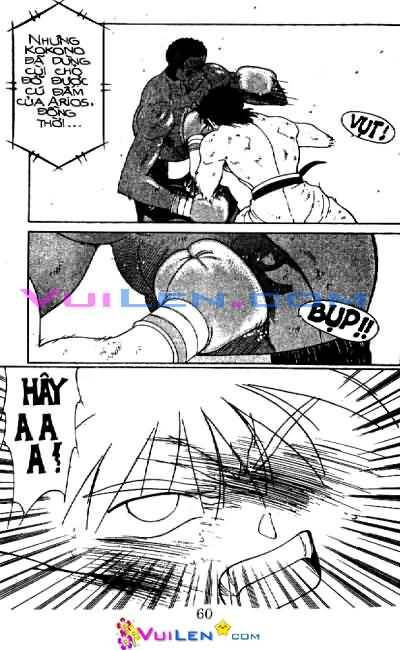 NHƯNG
KOKONO
ĐÃ DÙNG
CÙI CHỎ
ĐỠ ĐƯỢC
CÚ ĐẤM
CỦA ARIOS.
ĐỒNG
THỜI...
VỤT!
VUILEN.COM
BỤP!!
HÂY
A A
A!
60
VUILEN.COM